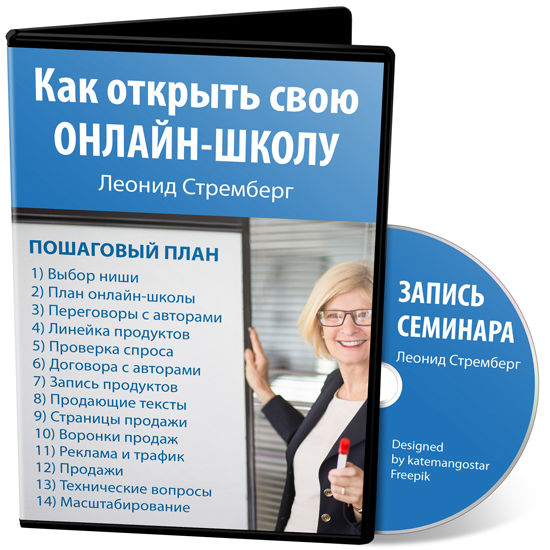 Как открыть свою
ОНЛАЙН-ШКОЛУ
Леонид Стремберг
ПОШАГОВЫЙ ПЛАН
1) Выбор ниши
2) План онлайн-школы
3) Переговоры с авторами
4) Линейка продуктов
5) Проверка спроса
6) Договора с авторами
7) Запись продуктов
8) Продающие тексты
9) Страницы продажи
10) Воронки продаж
11) Реклама и трафик
12) Продажи
13) Технические вопросы
14) Масштабирование
ЗАПИСЬ
СЕМИНАРА
Леонид Стремберг
Designed
by katemangostar
Freepik